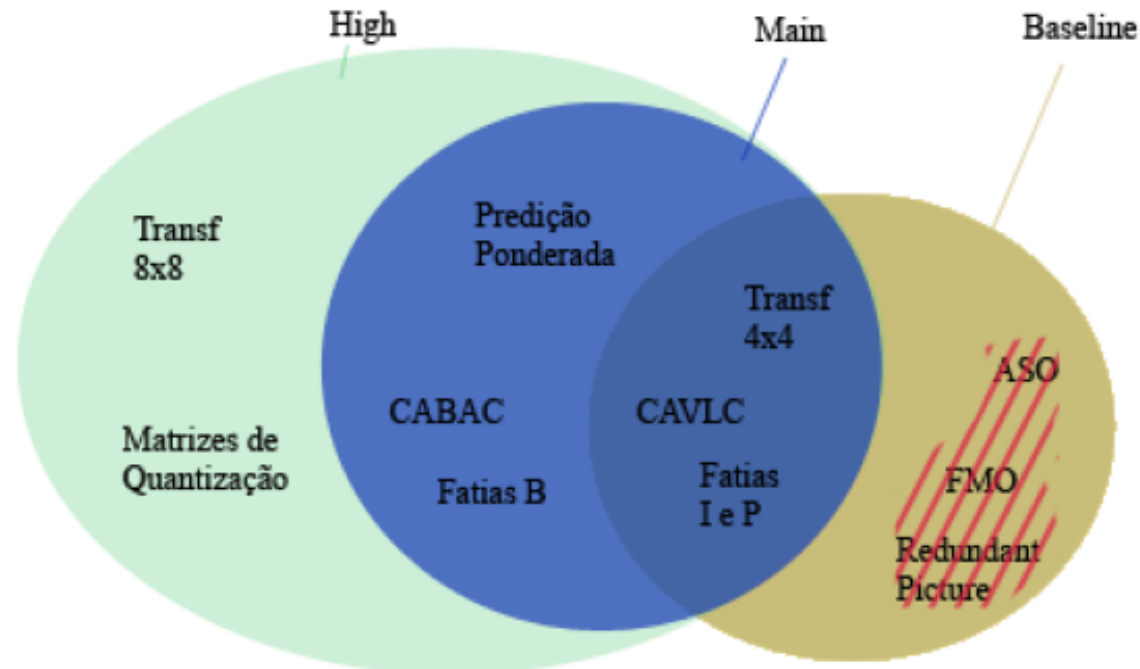 High
Main
Baseline
Transf
8x8
Predição
Ponderada
Transf
4x4
ASO
CABAC
CAVLC
Matrizes de
Quantização
Fatias B
Fatias
I e P
FMO
Redundant
Picture